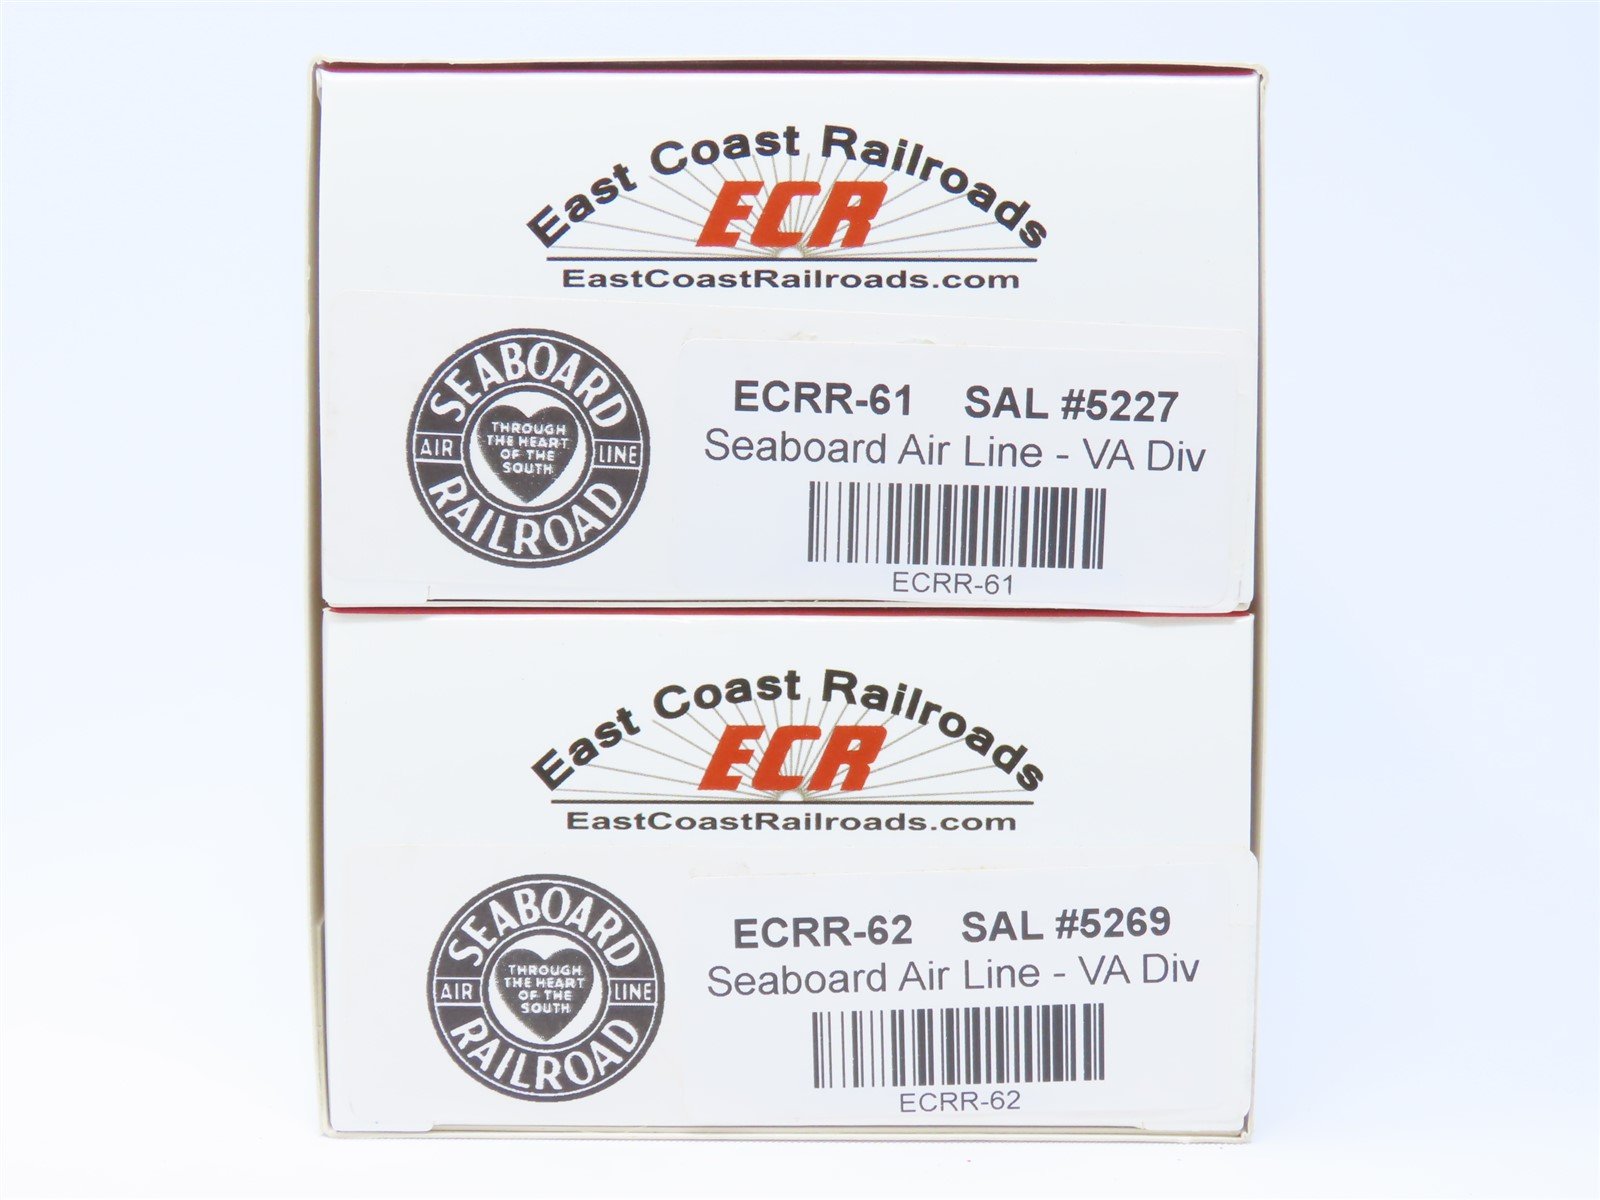 East Coast Railroads
ECR
EastCoastRailroads.com
SEABOARD
AIR LINE
RAILROAD
THROUGH
THE HEART
OF THE
SOUTH
ECRR-61 SAL #5227
Seaboard Air Line - VA Div
ECRR-61
East Coast Railroads
ECR
EastCoastRailroads.com
SEABOARD
AIR LINE
RAILROAD
THROUGH
THE HEART
OF THE
SOUTH
ECRR-62 SAL #5269
Seaboard Air Line - VA Div
ECRR-62